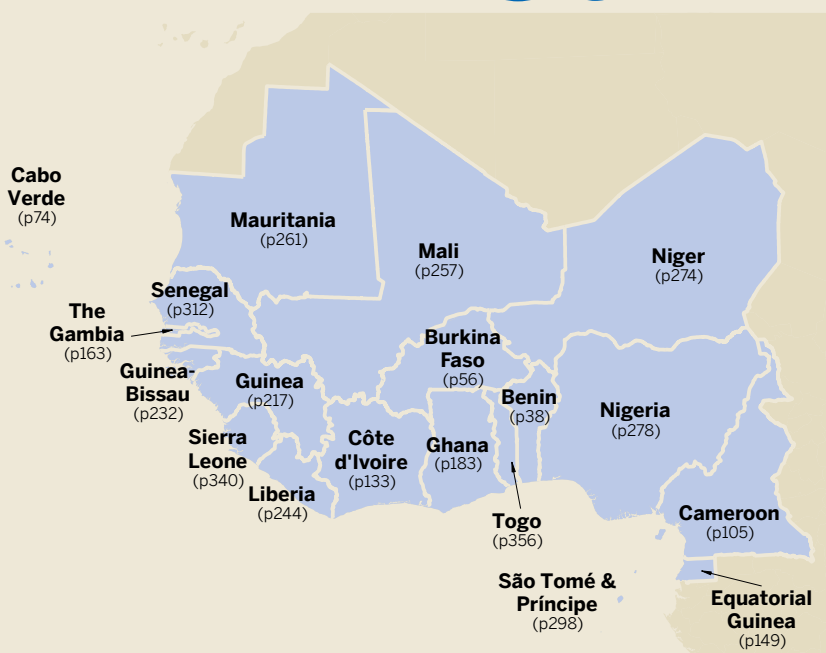 Cabo
Verde
(p74)
Mauritania
(p261)
Mali
(p257)
Niger
(p274)
Senegal
(p312)
The
Gambia
(p163)
Burkina
Faso
(p56)
Guinea-
Bissau
(p232)
Guinea
(p217)
Benin
(p38)
Nigeria
(p278)
Sierra
Leone
(p340)
Côte
d'Ivoire
(p133)
Ghana
(p183)
Liberia
(p244)
Togo
(p356)
Cameroon
(p105)
São Tomé &
Príncipe
(p298)
Equatorial
Guinea
(p149)